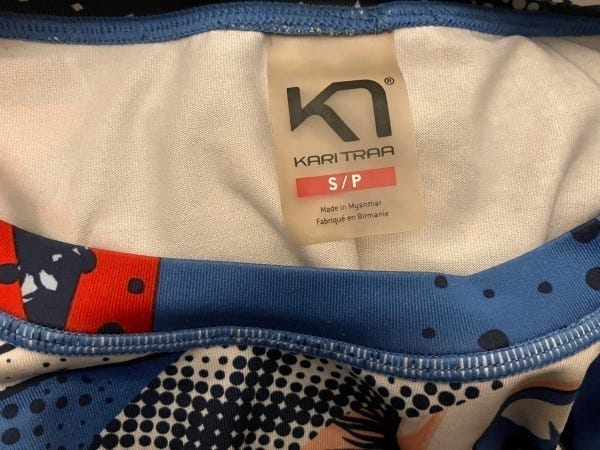 KARI TRAA
S / P
Made in Myanmar
Fabriqué en Birmanie